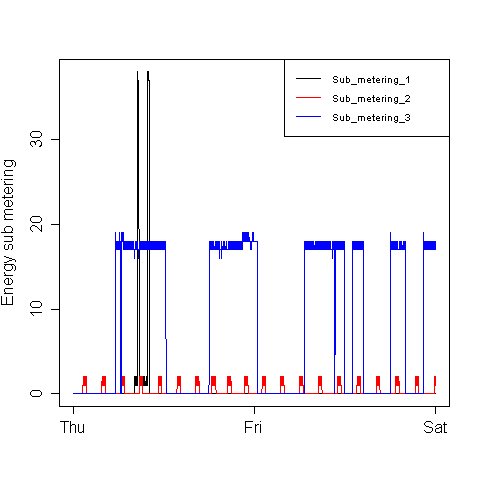 Sub_metering_1
Sub_metering_2
Sub_metering_3
Energy sub metering
30
20
10
0
Thu Fri Sat